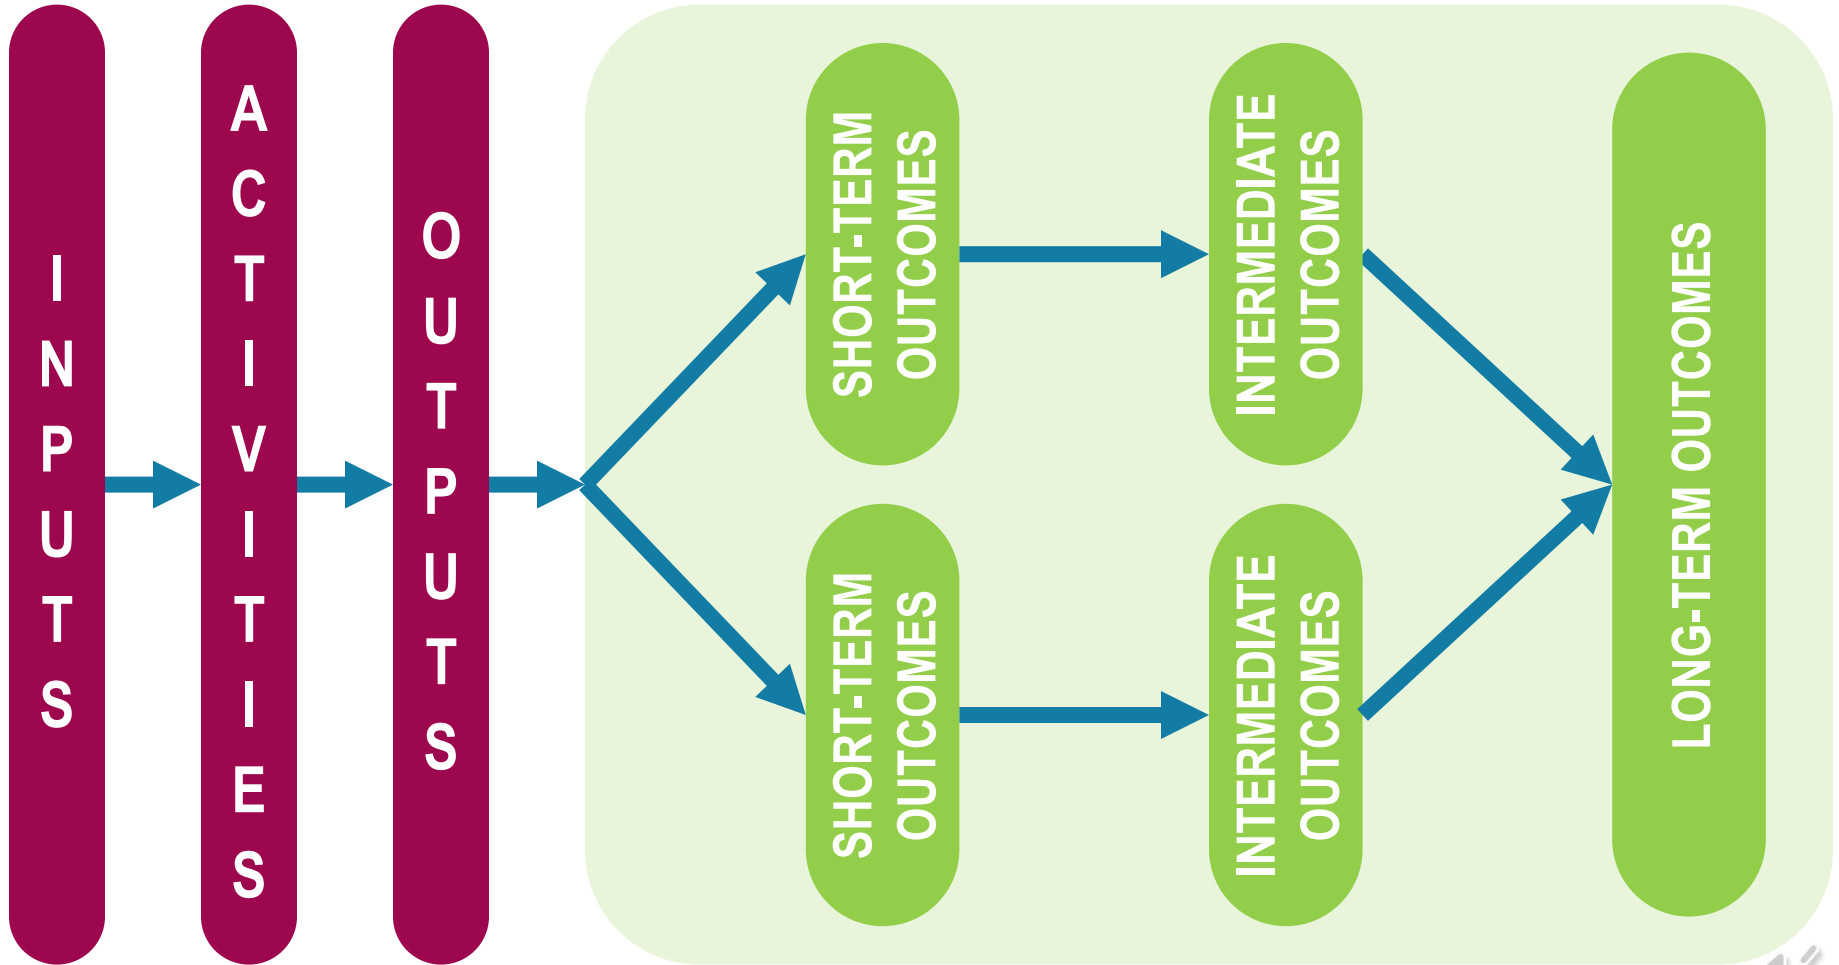 INPUTS
ACTIVITIES
OUTPUTS
SHORT-TERM
OUTCOMES
INTERMEDIATE
OUTCOMES
SHORT-TERM
OUTCOMES
INTERMEDIATE
OUTCOMES
LONG-TERM OUTCOMES